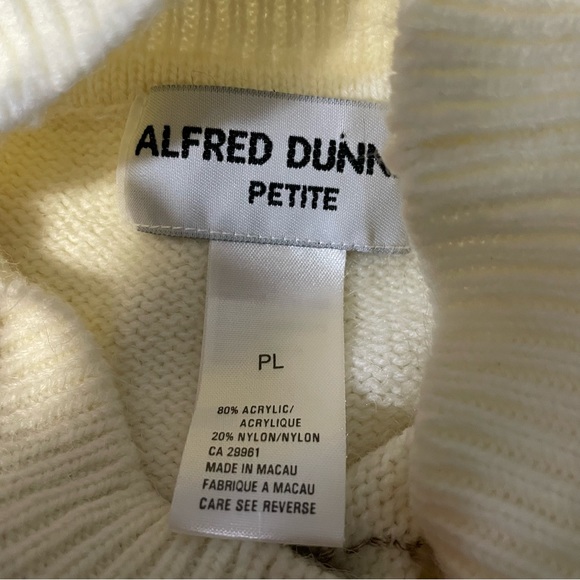 ALFRED DUNN
PETITE
PL
80% ACRYLIC/
ACRYLIQUE
20% NYLON/NYLON
CA 29961
MADE IN MACAU
FABRIQUE A MACAU
CARE SEE REVERSE